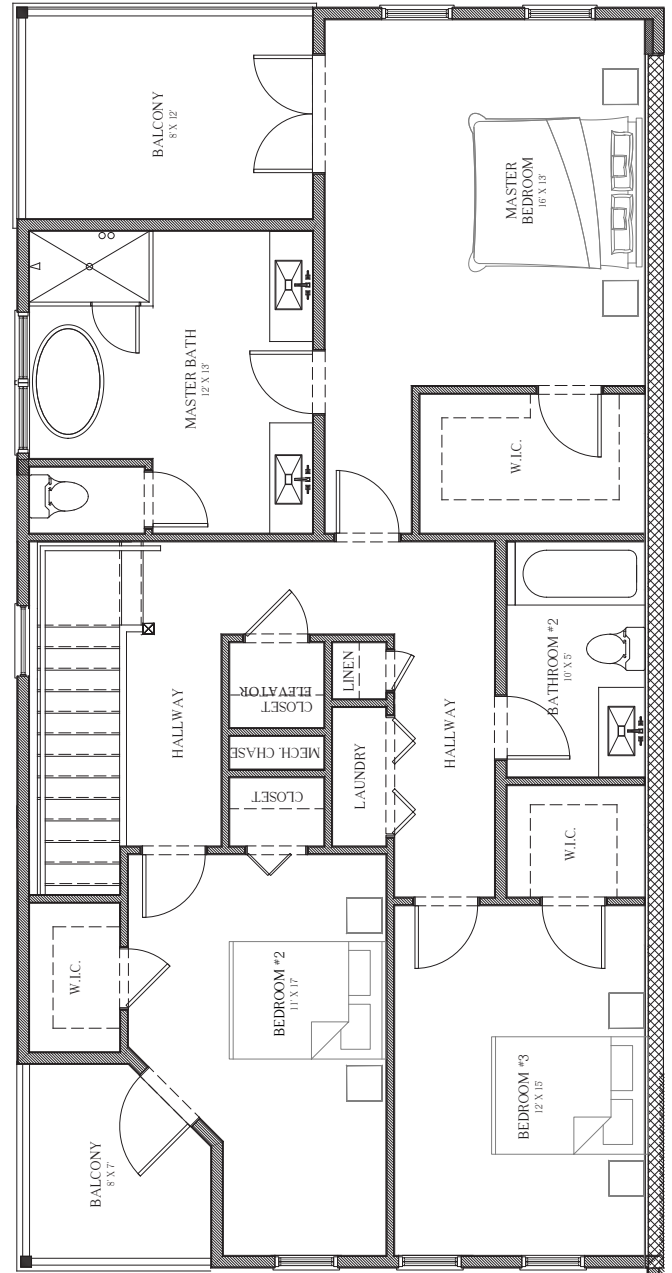 BALCONY
8' X 12'
MASTER
BEDROOM
16' X 13'
MASTER BATH
12' X 13'
W.I.C.
BATHROOM #2
10' X 5'
HALLWAY
CLOSET
ELEVATOR
LINEN
HALLWAY
MECH. CHASE
LAUNDRY
CLOSET
W.I.C.
W.I.C.
BEDROOM #2
11' X 17'
BEDROOM #3
12' X 15'
BALCONY
8' X 7'